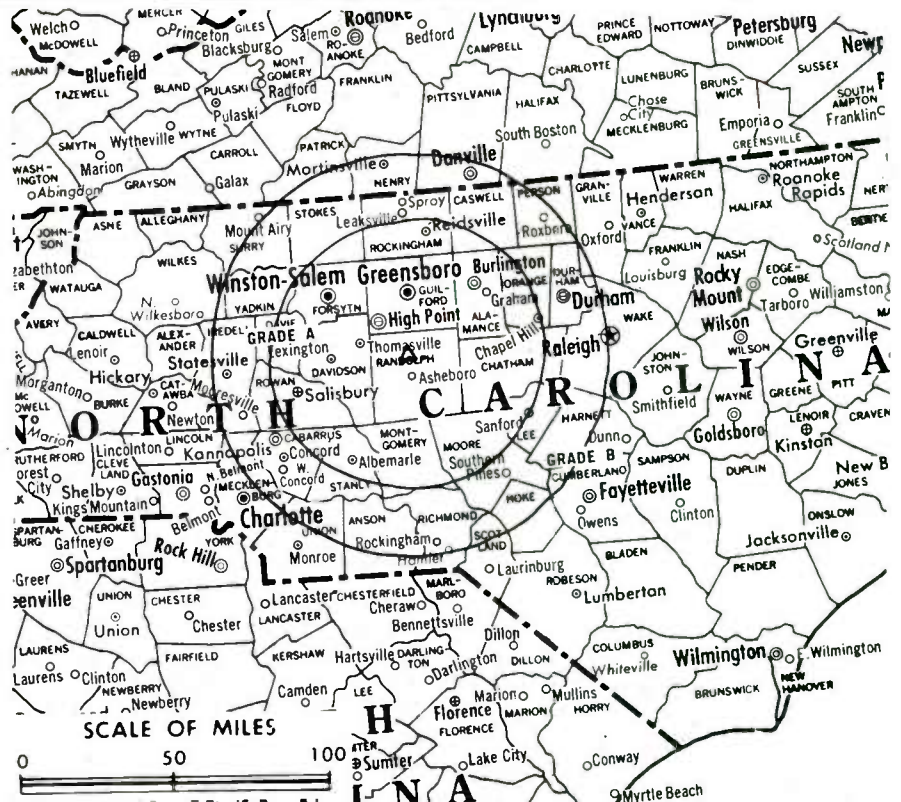 Welch
McDOWELL
MERCER
Princeton
GILES
Blacksburg
Salem
Roanoke
RO-
ANOKE
Bedford
Lynchburg
CAMPBELL
PRINCE
EDWARD
NOTTOWAY
Petersburg
DINWIDDIE
HANAN
Bluefield
TAZEWELL
BLAND
MONT
GOMERY
PULASKI
Radford
FLOYD
Pulaski
FRANKLIN
PITTSYLVANIA
HALIFAX
CHARLOTTE
LUNENBURG
BRUNS-
WICK
SUSSEX
SOUTH
AMPTON
Franklin
Chase
City
MECKLENBURG
Emporia
GREENSVILLE
SMYTH
Marion
Wytheville
WYTHE
CARROLL
PATRICK
Martinsville
Danville
South Boston
WASH-
INGTON
Abingdon
GRAYSON
Galax
HENRY
NORTHAMPTON
Roanoke
Rapids
HALIFAX
JOHN-
SON
ASHE
ALLEGHANY
Mount Airy
SURRY
STOKES
Leaksville
Spray
Reidsville
ROCKINGHAM
CASWELL
PERSON
Roxboro
GRAN-
VILLE
Oxford
WARREN
Henderson
VANCE
FRANKLIN
Louisburg
NASH
Rocky
Mount
EDGE-
COMBE
Tarboro
Williamston
BERTIE
zabethton
WATAUGA
WILKES
N.
Wilkesboro
YADKIN
Winston-Salem
FORSYTH
Greensboro
GUIL-
FORD
High Point
Burlington
Graham
ORANGE
ALA-
MANCE
Chapel Hill
DUR-
HAM
Durham
WAKE
Raleigh
Wilson
WILSON
Greenville
PITT
AVERY
CALDWELL
Lenoir
ALEX-
ANDER
IREDEL
Statesville
DAVIE
GRADE A
Lexington
DAVIDSON
Thomasville
RANDOLPH
Asheboro
CHATHAM
JOHN-
STON
Smithfield
WAYNE
Goldsboro
GREENE
LENOIR
Kinston
CRAVEN
Morganton
BURKE
Hickary
CAT-
AWBA
Newton
Mooresville
ROWAN
Salisbury
NORTH CAROLINA
Mc
DOWELL
Marion
RUTHERFORD
orest
City
Lincolnton
LINCOLN
CLEVE
LAND
Shelby
Kings Mountain
Gastonia
Belmont
N. Belmont
MECKLEN-
BURG
Charlotte
Kannapolis
CABARRUS
Concord
W.
Concord
STANLY
Albemarle
MONT-
GOMERY
MOORE
Southern
Pines
Sanford
LEE
HARNETT
Dunn
GRADE B
CUMBERLAND
Fayetteville
Owens
SAMPSON
Clinton
DUPLIN
New B
JONES
ONSLOW
Jacksonville
PENDER
SPARTAN-
BURG
CHEROKEE
Gaffney
Spartanburg
YORK
Rock Hill
UNION
Monroe
ANSON
RICHMOND
Rockingham
Hamlet
SCOT-
LAND
HOKE
Laurinburg
ROBESON
Lumberton
BLADEN
Greer
eenville
UNION
Union
CHESTER
Chester
Lancaster
LANCASTER
CHESTERFIELD
Cheraw
MARL-
BORO
Bennettsville
Dillon
DILLON
COLUMBUS
Whiteville
Wilmington
E. Wilmington
NEW
HANOVER
BRUNSWICK
LAURENS
Laurens
Clinton
NEWBERRY
Newberry
FAIRFIELD
KERSHAW
Camden
LEE
Hartsville
DARLING-
TON
Darlington
Florence
FLORENCE
Marion
MARION
Mullins
HORRY
Conway
Myrtle Beach
Lake City
Sumter
H
INA
SCALE OF MILES
0 50 100